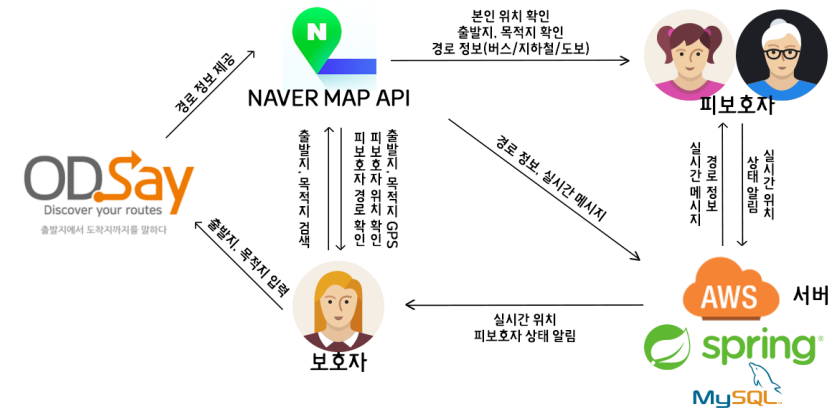 N
NAVER MAP API
본인 위치 확인
출발지. 목적지 확인
경로 정보(버스/지하철/도보)
피보호자
경로 정보 제공
ODSay
Discover your routes
출발지에서 도착지까지를 말하다
출발지. 목적지 입력
출발지. 목적지 검색
출발지. 목적지 GPS
피보호자 위치 확인
피보호자 경로 확인
경로 정보. 실시간 메시지
경로 정보
실시간 메시지
실시간 위치
상태 알림
보호자
실시간 위치
피보호자 상태 알림
AWS
서버
spring
MySQL